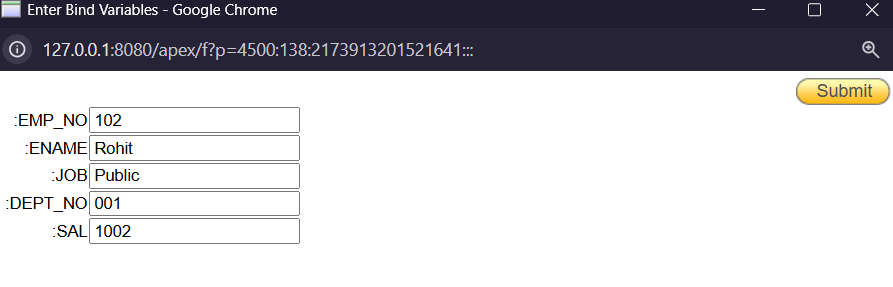 Enter Bind Variables - Google Chrome
127.0.0.1:8080/apex/f?p=4500:138:2173913201521641:::
Submit
:EMP_NO 102
:ENAME Rohit
:JOB Public
:DEPT_NO 001
:SAL 1002